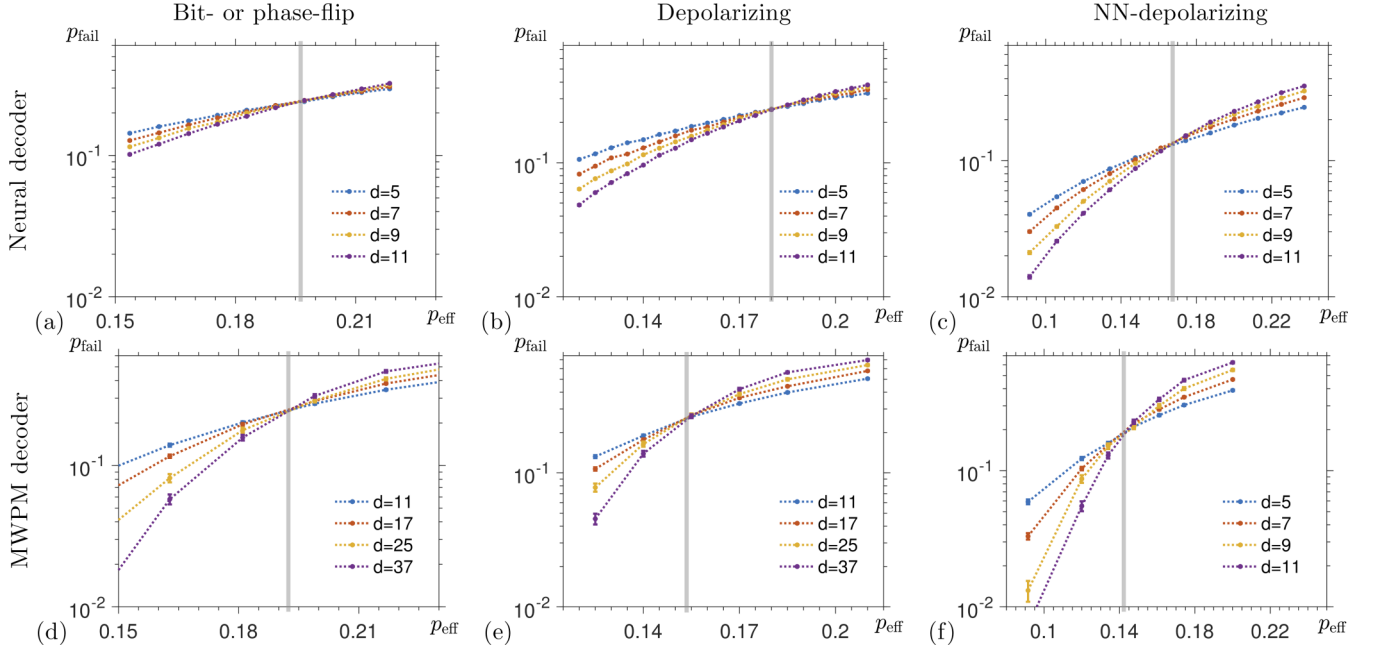 Bit- or phase-flip
Depolarizing
NN-depolarizing
Neural decoder
p_fail
10^-1
10^-2
d=5
d=7
d=9
d=11
(a)
0.15
0.18
0.21
p_eff
p_fail
10^-1
10^-2
d=5
d=7
d=9
d=11
(b)
0.14
0.17
0.2
p_eff
p_fail
10^-1
10^-2
d=5
d=7
d=9
d=11
(c)
0.1
0.14
0.18
0.22
p_eff
MWPM decoder
p_fail
10^-1
10^-2
d=11
d=17
d=25
d=37
(d)
0.15
0.18
0.21
p_eff
p_fail
10^-1
10^-2
d=11
d=17
d=25
d=37
(e)
0.14
0.17
0.2
p_eff
p_fail
10^-1
10^-2
d=5
d=7
d=9
d=11
(f)
0.1
0.14
0.18
0.22
p_eff